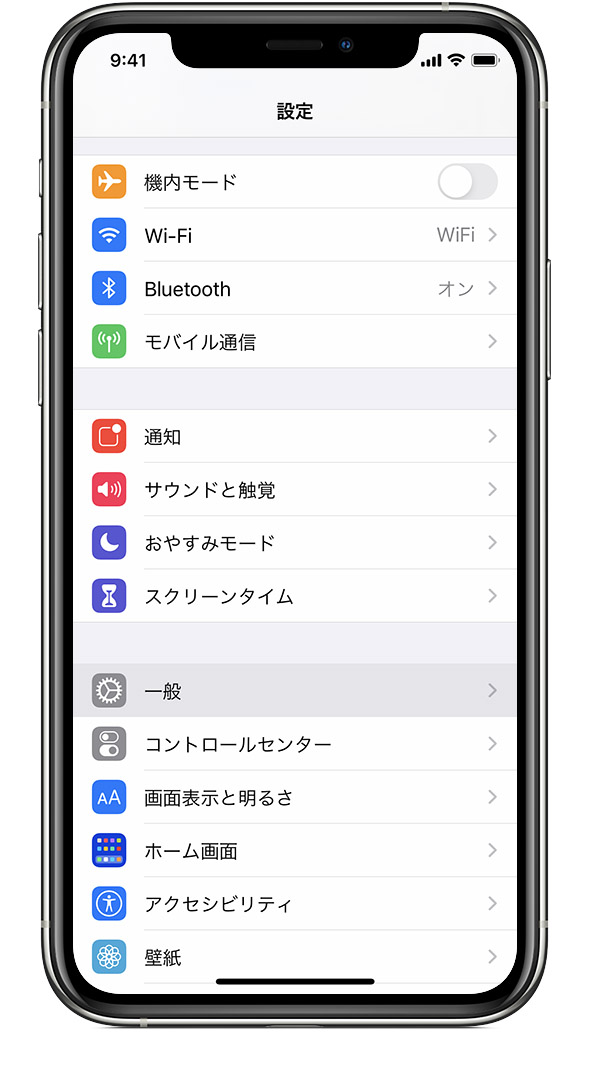 9:41
設定
機内モード
Wi-Fi WiFi
Bluetooth オン
モバイル通信
通知
サウンドと触覚
おやすみモード
スクリーンタイム
一般
コントロールセンター
AA 画面表示と明るさ
ホーム画面
アクセシビリティ
壁紙